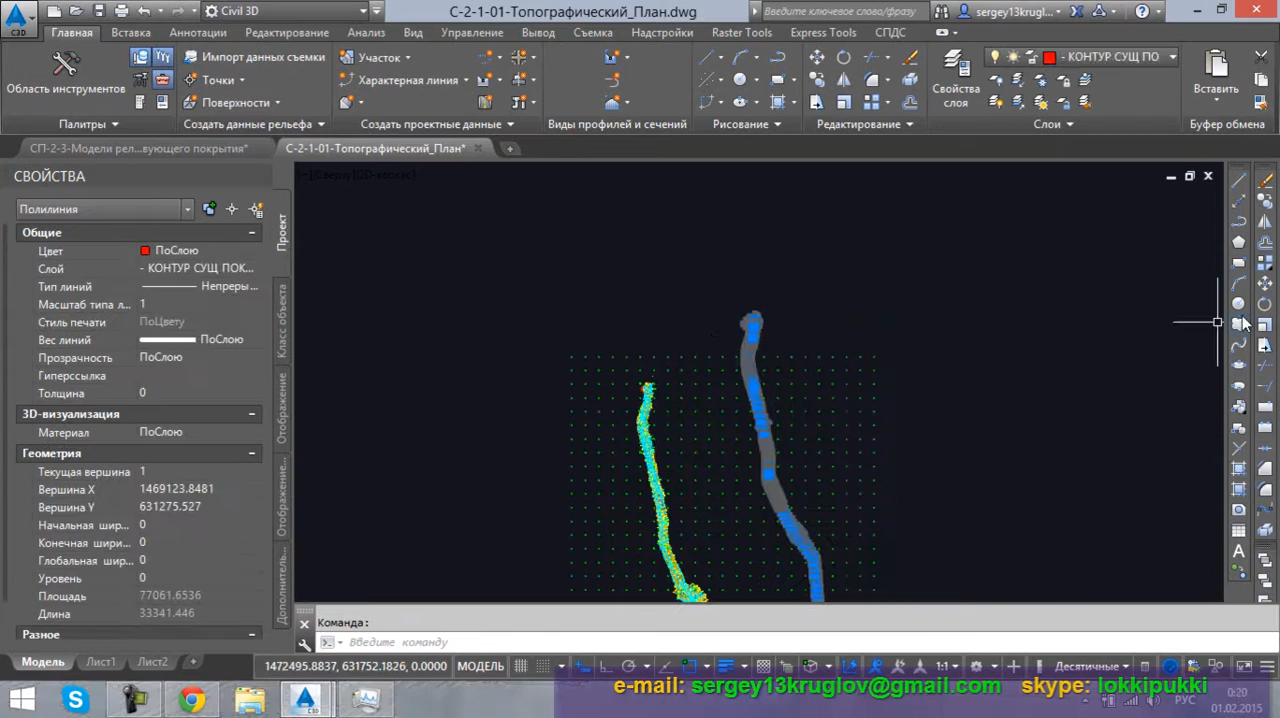 Civil 3D
C-2-1-01-Топографический_План.dwg
Введите ключевое слово/фразу
sergey13kruglo...
C3D
Главная Вставка Аннотации Редактирование Анализ Вид Управление Вывод Съемка Надстройки Raster Tools Express Tools СПДС
Область инструментов
Импорт данных съемки
Точки
Поверхности
Участок
Характерная линия
Свойства слоя
- КОНТУР СУЩ ПО
Вставить
Палитры
Создать данные рельефа
Создать проектные данные
Виды профилей и сечений
Рисование
Редактирование
Слои
Буфер обмена
СП-2-3-Модели рел...вующего покрытия*
C-2-1-01-Топографический_План*
СВОЙСТВА
Полилиния
Общие
Цвет ПоСлою
Слой - КОНТУР СУЩ ПОК...
Тип линий Непреры...
Масштаб типа л... 1
Стиль печати ПоЦвету
Вес линий ПоСлою
Прозрачность ПоСлою
Гиперссылка
Толщина 0
3D-визуализация
Материал ПоСлою
Геометрия
Текущая вершина 1
Вершина X 1469123.8481
Вершина Y 631275.527
Начальная шир... 0
Конечная шири... 0
Глобальная ши... 0
Уровень 0
Площадь 77061.6536
Длина 33341.446
Разное
Проект
Класс объекта
Отображение...
Отображение...
Дополнитель...
[−][Сверху][2D-каркас]
Команда:
Введите команду
Модель Лист1 Лист2
1472495.8837, 631752.1826, 0.0000 МОДЕЛЬ
1:1
Десятичные
e-mail: sergey13kruglov@gmail.com skype: lokkipukki
РУС
0:20
01.02.2015